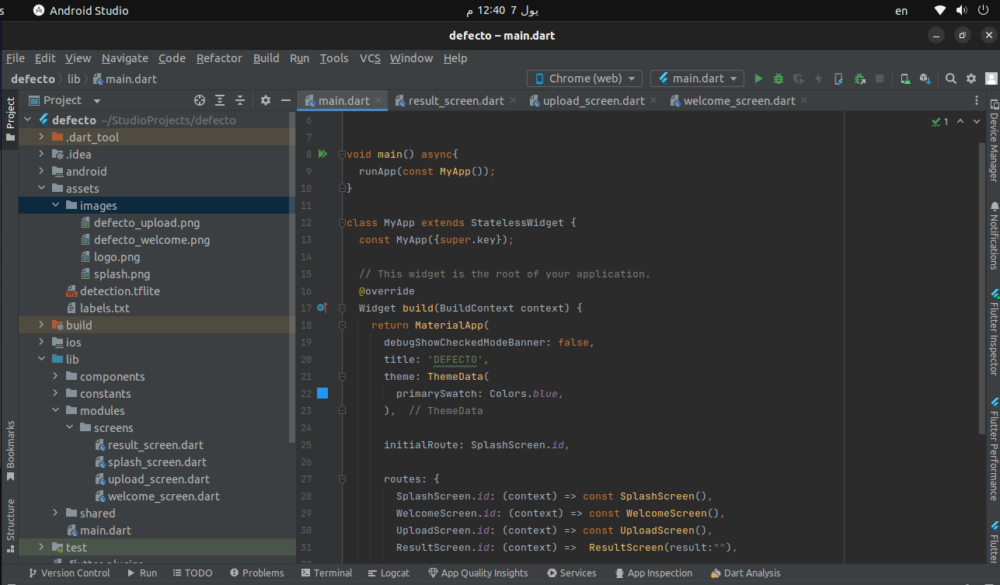 s Android Studio يول 7 12:40 م en
defecto – main.dart
File Edit View Navigate Code Refactor Build Run Tools VCS Window Help
defecto lib main.dart Chrome (web) main.dart
Project
Project
main.dart result_screen.dart upload_screen.dart welcome_screen.dart
defecto ~/StudioProjects/defecto
.dart_tool
.idea
android
assets
images
defecto_upload.png
defecto_welcome.png
logo.png
splash.png
detection.tflite
labels.txt
build
ios
lib
components
constants
modules
screens
result_screen.dart
splash_screen.dart
upload_screen.dart
welcome_screen.dart
shared
main.dart
test
Bookmarks
Structure
1
6
7
8 void main() async{
9 runApp(const MyApp());
10 }
11
12 class MyApp extends StatelessWidget {
13 const MyApp({super.key});
14
15 // This widget is the root of your application.
16 @override
17 Widget build(BuildContext context) {
18 return MaterialApp(
19 debugShowCheckedModeBanner: false,
20 title: 'DEFECTO',
21 theme: ThemeData(
22 primarySwatch: Colors.blue,
23 ), // ThemeData
24
25 initialRoute: SplashScreen.id,
26
27 routes: {
28 SplashScreen.id: (context) => const SplashScreen(),
29 WelcomeScreen.id: (context) => const WelcomeScreen(),
30 UploadScreen.id: (context) => const UploadScreen(),
31 ResultScreen.id: (context) => ResultScreen(result:""),
Device Manager
Notifications
Flutter Inspector
Flutter Performance
Flutter
Version Control Run TODO Problems Terminal Logcat App Quality Insights Services App Inspection Dart Analysis